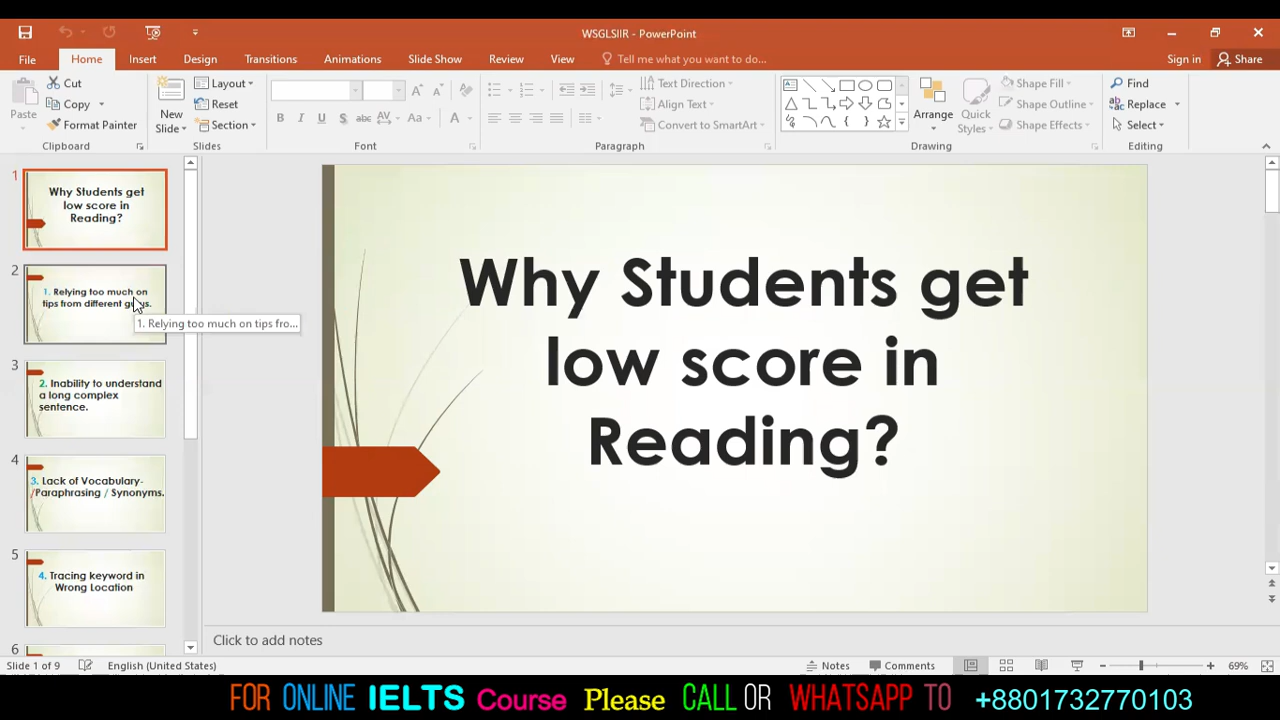 WSGLSIIR - PowerPoint
File Home Insert Design Transitions Animations Slide Show Review View Tell me what you want to do... Sign in Share
Paste
Cut
Copy
Format Painter
Clipboard
New
Slide
Layout
Reset
Section
Slides
B I U S abc AV Aa A
Font
Text Direction
Align Text
Convert to SmartArt
Paragraph
Arrange
Quick
Styles
Shape Fill
Shape Outline
Shape Effects
Drawing
Find
Replace
Select
Editing
1
Why Students get
low score in
Reading?
2
1. Relying too much on
tips from different gurus.
1. Relying too much on tips fro...
3
2. Inability to understand
a long complex
sentence.
4
3. Lack of Vocabulary-
/Paraphrasing / Synonyms.
5
4. Tracing keyword in
Wrong Location
6
Why Students get
low score in
Reading?
Click to add notes
Slide 1 of 9 English (United States) Notes Comments 69%
FOR ONLINE IELTS Course Please CALL OR WHATSAPP TO +8801732770103